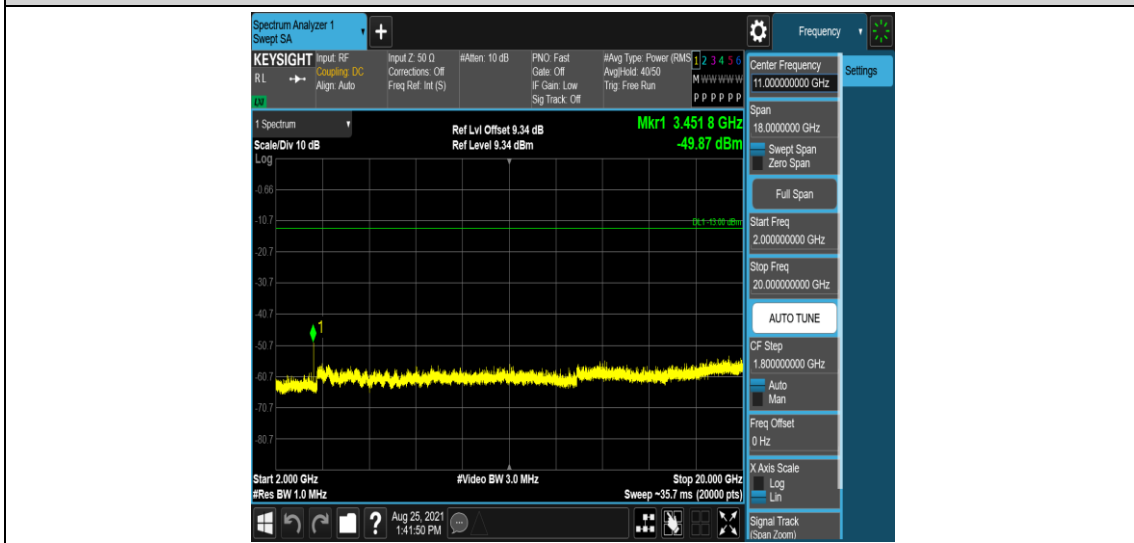 Spectrum Analyzer 1
Swept SA
+
Frequency
KEYSIGHT
RL
LXI
Input: RF
Coupling: DC
Align: Auto
Input Z: 50 Ω
Corrections: Off
Freq Ref: Int (S)
#Atten: 10 dB
PNO: Fast
Gate: Off
IF Gain: Low
Sig Track: Off
#Avg Type: Power (RMS
Avg|Hold: 40/50
Trig: Free Run
1 2 3 4 5 6
M W W W W W
P P P P P P
1 Spectrum
Scale/Div 10 dB
Log
Ref Lvl Offset 9.34 dB
Ref Level 9.34 dBm
Mkr1 3.451 8 GHz
-49.87 dBm
-0.66
-10.7
DL1 -13.00 dBm
-20.7
-30.7
-40.7
1
-50.7
-60.7
-70.7
-80.7
Start 2.000 GHz
#Res BW 1.0 MHz
#Video BW 3.0 MHz
Stop 20.000 GHz
Sweep ~35.7 ms (20000 pts)
?
Aug 25, 2021
1:41:50 PM
Center Frequency
11.000000000 GHz
Settings
Span
18.0000000 GHz
Swept Span
Zero Span
Full Span
Start Freq
2.000000000 GHz
Stop Freq
20.000000000 GHz
AUTO TUNE
CF Step
1.800000000 GHz
Auto
Man
Freq Offset
0 Hz
X Axis Scale
Log
Lin
Signal Track
(Span Zoom)